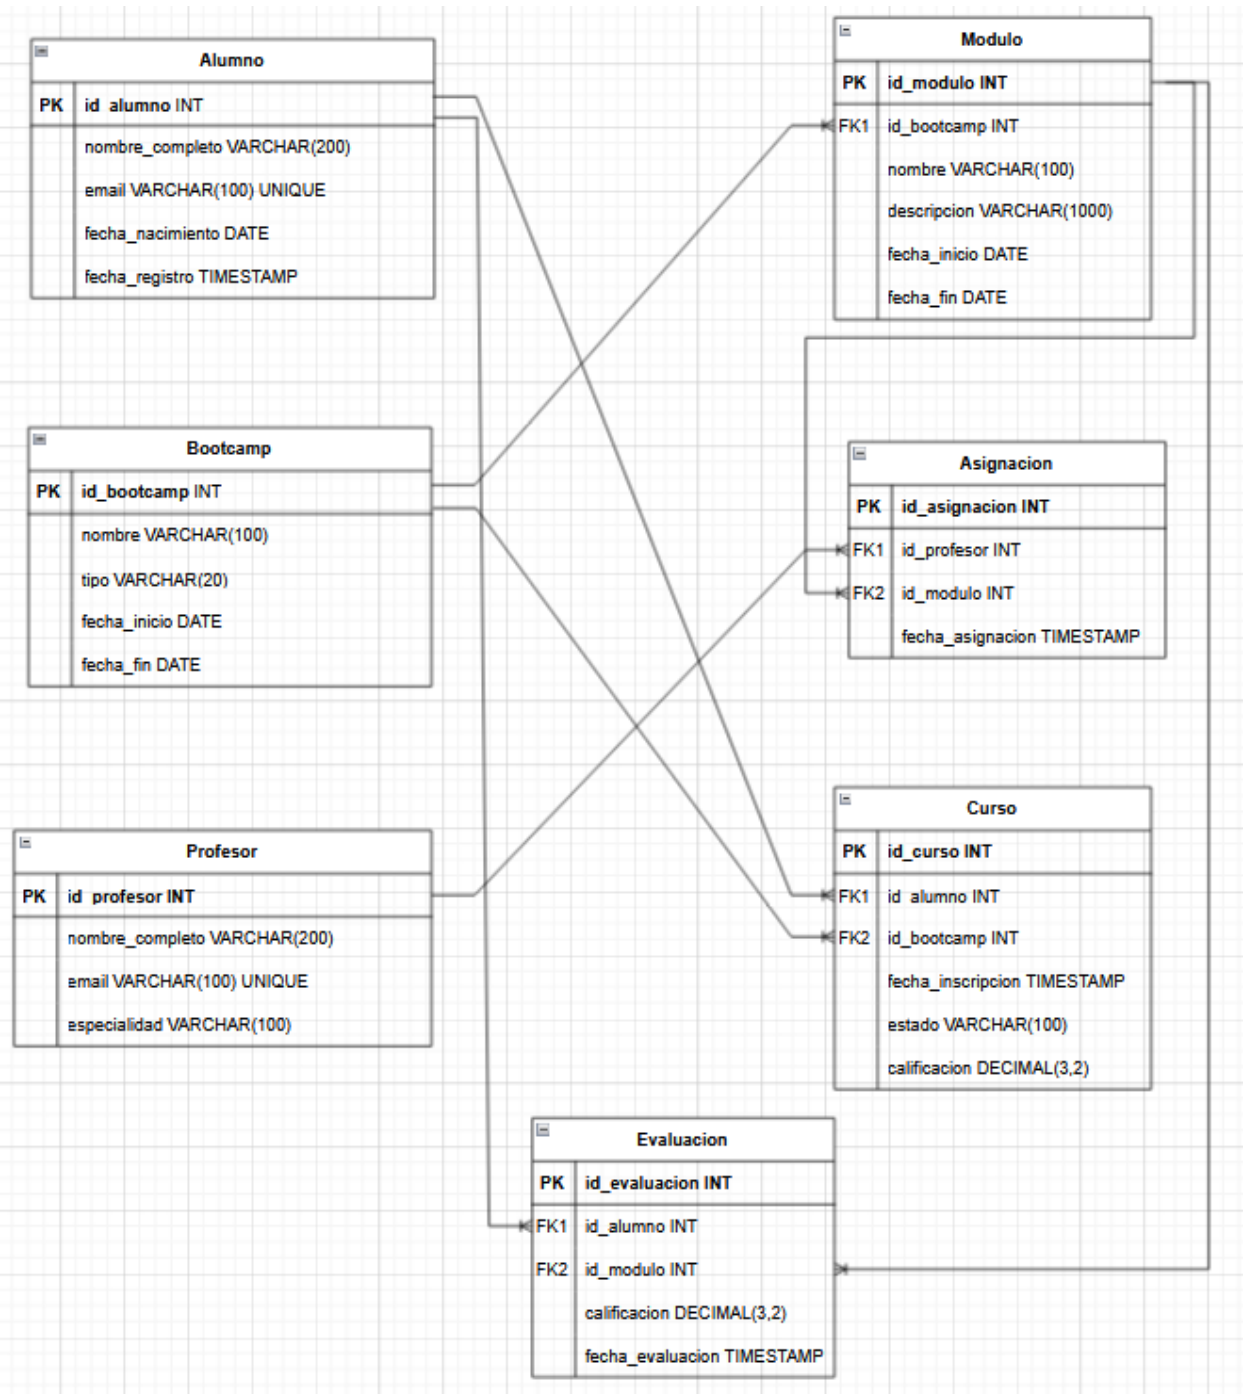 Alumno
PK id_alumno INT
nombre_completo VARCHAR(200)
email VARCHAR(100) UNIQUE
fecha_nacimiento DATE
fecha_registro TIMESTAMP
Modulo
PK id_modulo INT
FK1 id_bootcamp INT
nombre VARCHAR(100)
descripcion VARCHAR(1000)
fecha_inicio DATE
fecha_fin DATE
Bootcamp
PK id_bootcamp INT
nombre VARCHAR(100)
tipo VARCHAR(20)
fecha_inicio DATE
fecha_fin DATE
Asignacion
PK id_asignacion INT
FK1 id_profesor INT
FK2 id_modulo INT
fecha_asignacion TIMESTAMP
Profesor
PK id_profesor INT
nombre_completo VARCHAR(200)
email VARCHAR(100) UNIQUE
especialidad VARCHAR(100)
Curso
PK id_curso INT
FK1 id_alumno INT
FK2 id_bootcamp INT
fecha_inscripcion TIMESTAMP
estado VARCHAR(100)
calificacion DECIMAL(3,2)
Evaluacion
PK id_evaluacion INT
FK1 id_alumno INT
FK2 id_modulo INT
calificacion DECIMAL(3,2)
fecha_evaluacion TIMESTAMP